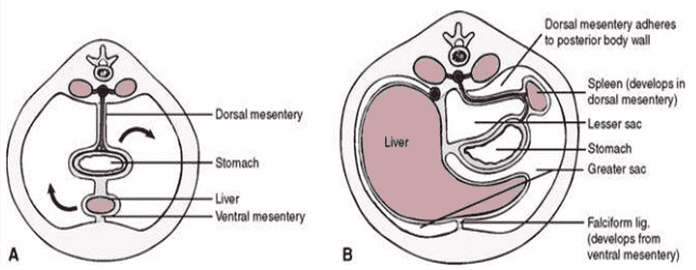 Dorsal mesentery
Stomach
Liver
Ventral mesentery
A
Dorsal mesentery adheres
to posterior body wall
Spleen (develops in
dorsal mesentery)
Lesser sac
Liver
Stomach
Greater sac
Falciform lig.
(develops from
ventral mesentery)
B